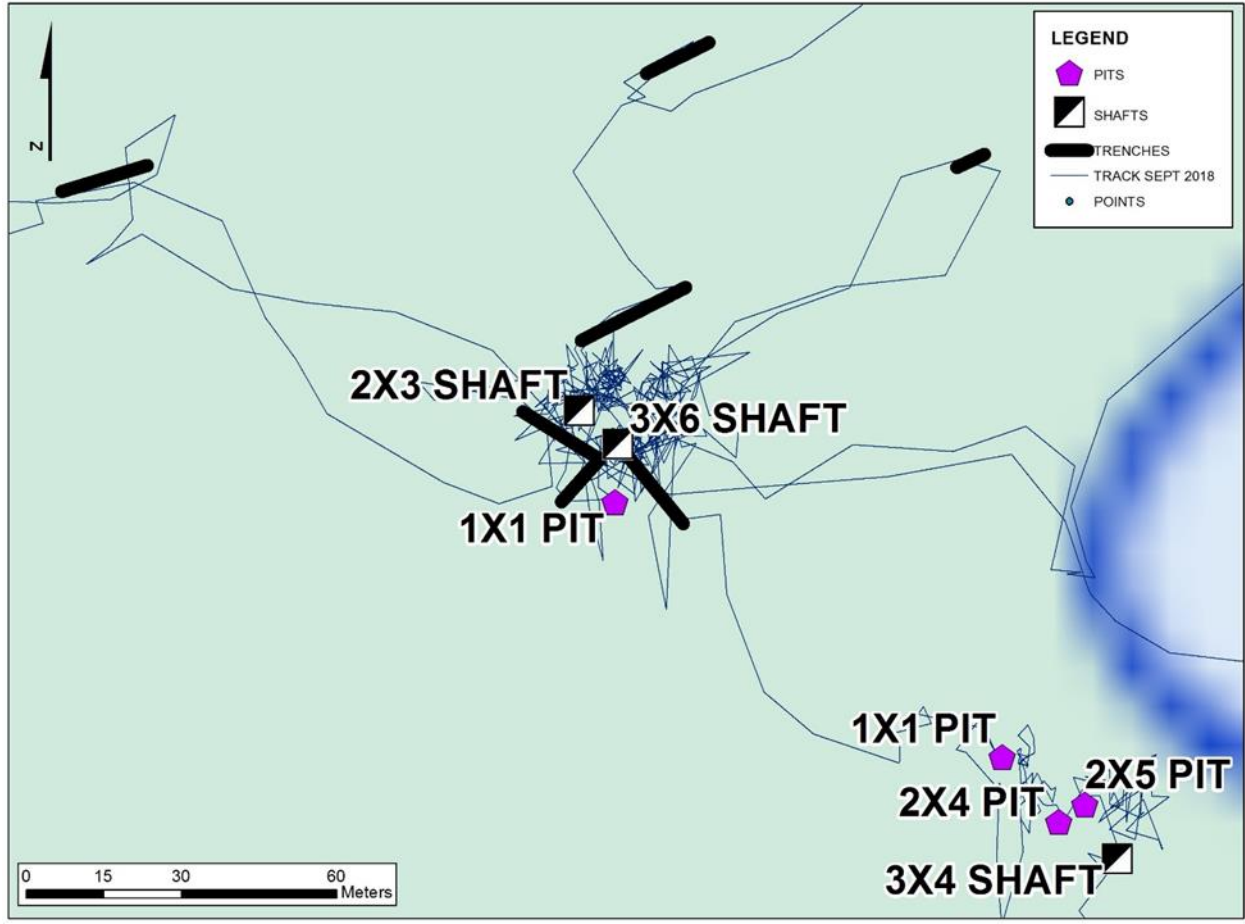 LEGEND
PITS
SHAFTS
TRENCHES
TRACK SEPT 2018
POINTS
N
2X3 SHAFT
3X6 SHAFT
1X1 PIT
1X1 PIT
2X5 PIT
2X4 PIT
3X4 SHAFT
0 15 30 60
Meters